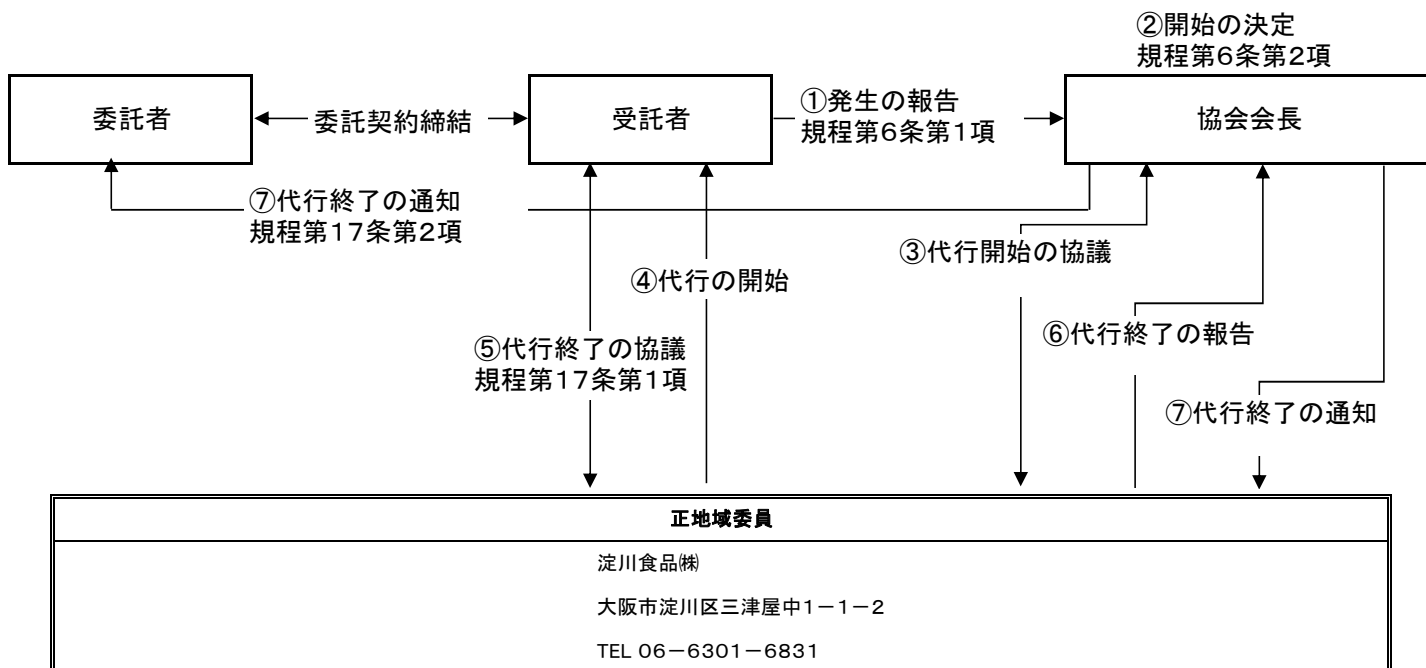 ②開始の決定
規程第6条第2項
委託者
委託契約締結
受託者
①発生の報告
規程第6条第1項
協会会長
⑦代行終了の通知
規程第17条第2項
③代行開始の協議
④代行の開始
⑥代行終了の報告
⑤代行終了の協議
規程第17条第1項
⑦代行終了の通知
正地域委員
淀川食品㈱
大阪市淀川区三津屋中1－1－2
TEL 06－6301－6831